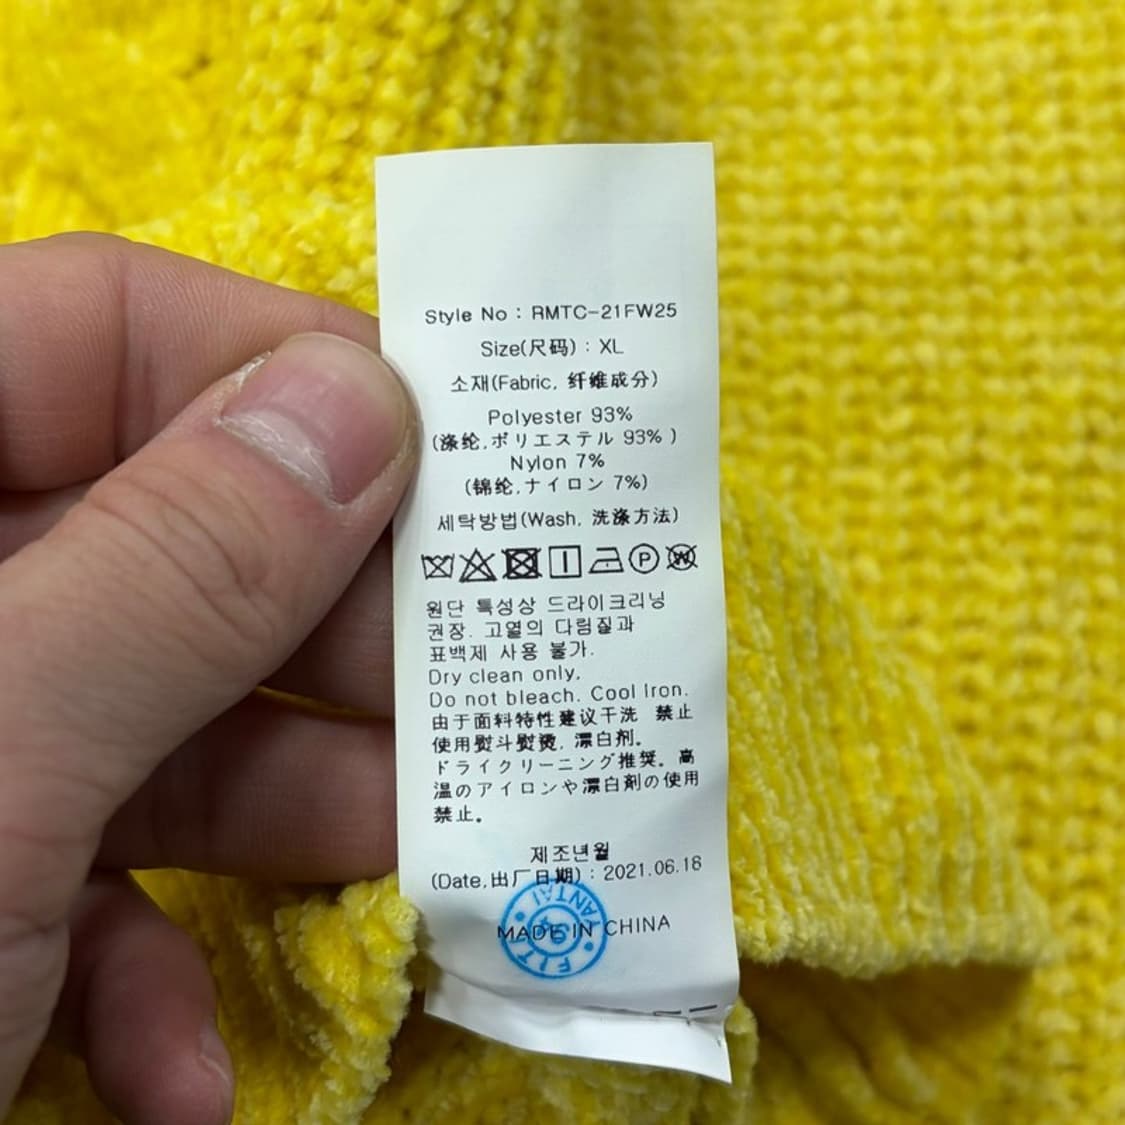 Style No : RMTC-21FW25
Size(尺码) : XL
소재(Fabric, 纤维成分)
Polyester 93%
(涤纶,ポリエステル 93% )
Nylon 7%
(锦纶,ナイロン 7%)
세탁방법(Wash, 洗涤方法)
P W
원단 특성상 드라이크리닝
권장. 고열의 다림질과
표백제 사용 불가.
Dry clean only,
Do not bleach. Cool Iron.
由于面料特性建议干洗 禁止
使用熨斗熨烫, 漂白剂。
ドライクリーニング推奨。高
温のアイロンや漂白剤の使用
禁止。
제조년월
(Date,出厂日期) : 2021.06.18
MADE IN CHINA
FITI
YANTAI